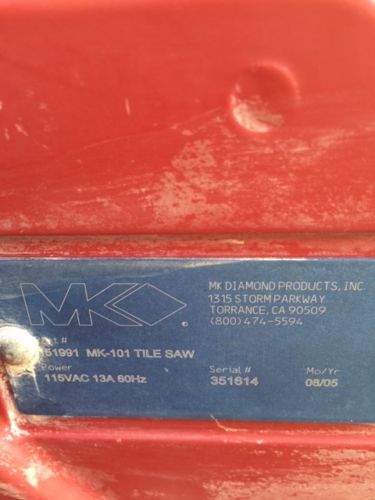 MK
®
MK DIAMOND PRODUCTS, INC.
1315 STORM PARKWAY
TORRANCE, CA 90509
(800) 474-5594
MK-101 TILE SAW
Power
115VAC 13A 60Hz
Serial #
351614
Mo/Yr
08/05